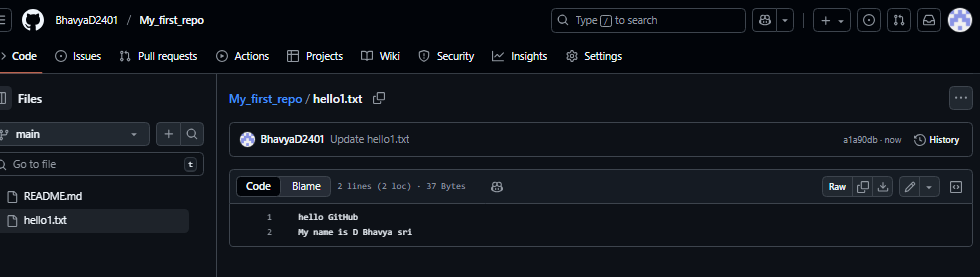 BhavyaD2401 / My_first_repo
Type / to search
Code Issues Pull requests Actions Projects Wiki Security Insights Settings
Files
main
Go to file
t
README.md
hello1.txt
My_first_repo / hello1.txt
BhavyaD2401 Update hello1.txt
a1a90db · now
History
Code Blame
2 lines (2 loc) · 37 Bytes
Raw
1 hello GitHub
2 My name is D Bhavya sri